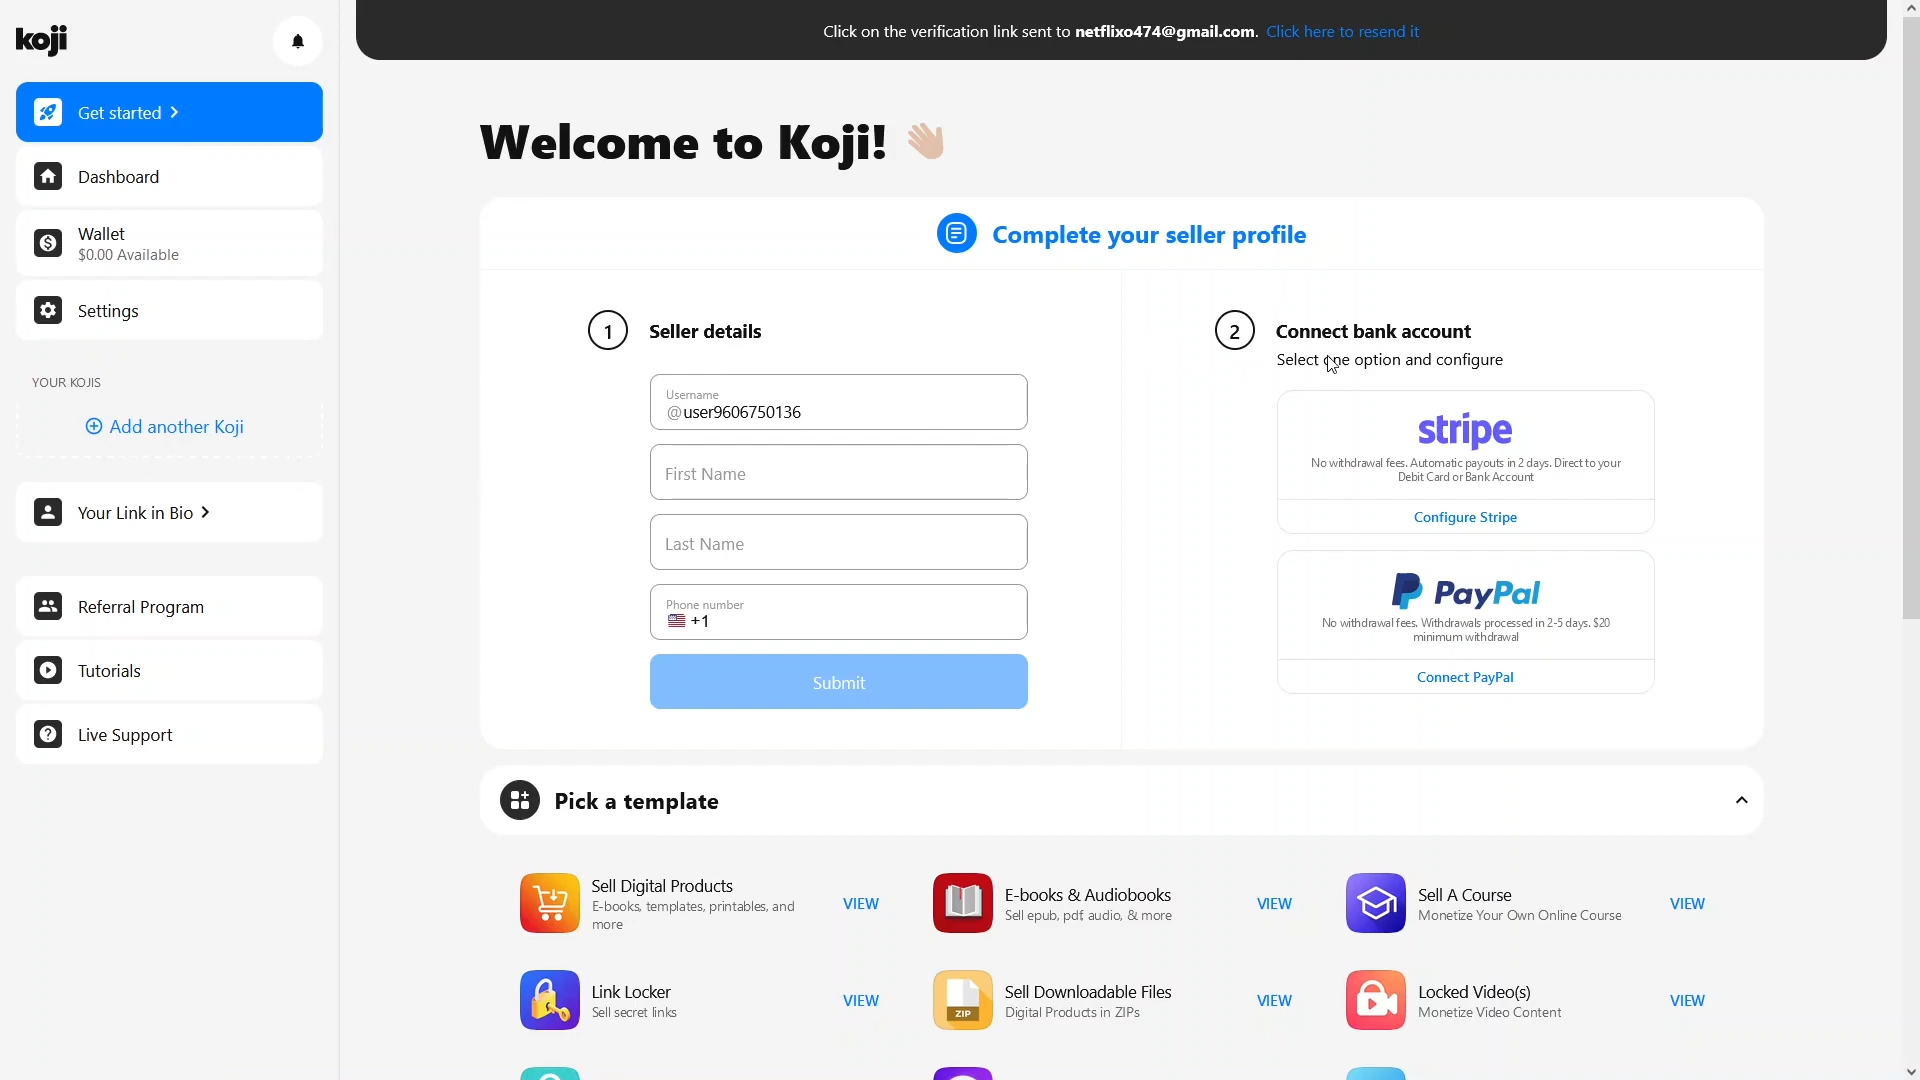 koji
Click on the verification link sent to netflixo474@gmail.com. Click here to resend it
Get started
Dashboard
Wallet
$0.00 Available
Settings
YOUR KOJIS
Add another Koji
Your Link in Bio
Referral Program
Tutorials
Live Support
Welcome to Koji!
Complete your seller profile
1
Seller details
Username
@user9606750136
First Name
Last Name
Phone number
+1
Submit
2
Connect bank account
Select one option and configure
stripe
No withdrawal fees. Automatic payouts in 2 days. Direct to your
Debit Card or Bank Account
Configure Stripe
PayPal
No withdrawal fees. Withdrawals processed in 2-5 days. $20
minimum withdrawal
Connect PayPal
Pick a template
Sell Digital Products
E-books, templates, printables, and
more
VIEW
E-books & Audiobooks
Sell epub, pdf, audio, & more
VIEW
Sell A Course
Monetize Your Own Online Course
VIEW
Link Locker
Sell secret links
VIEW
ZIP
Sell Downloadable Files
Digital Products in ZIPs
VIEW
Locked Video(s)
Monetize Video Content
VIEW